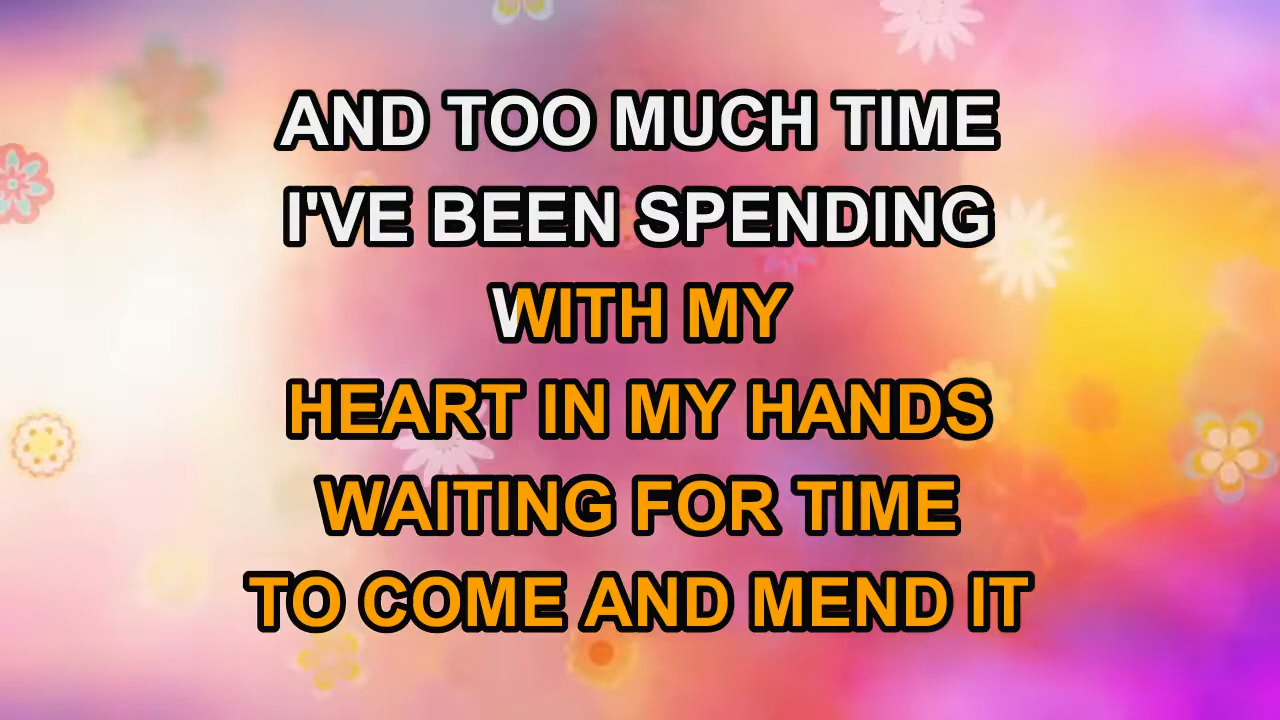 AND TOO MUCH TIME
I'VE BEEN SPENDING
WITH MY
HEART IN MY HANDS
WAITING FOR TIME
TO COME AND MEND IT